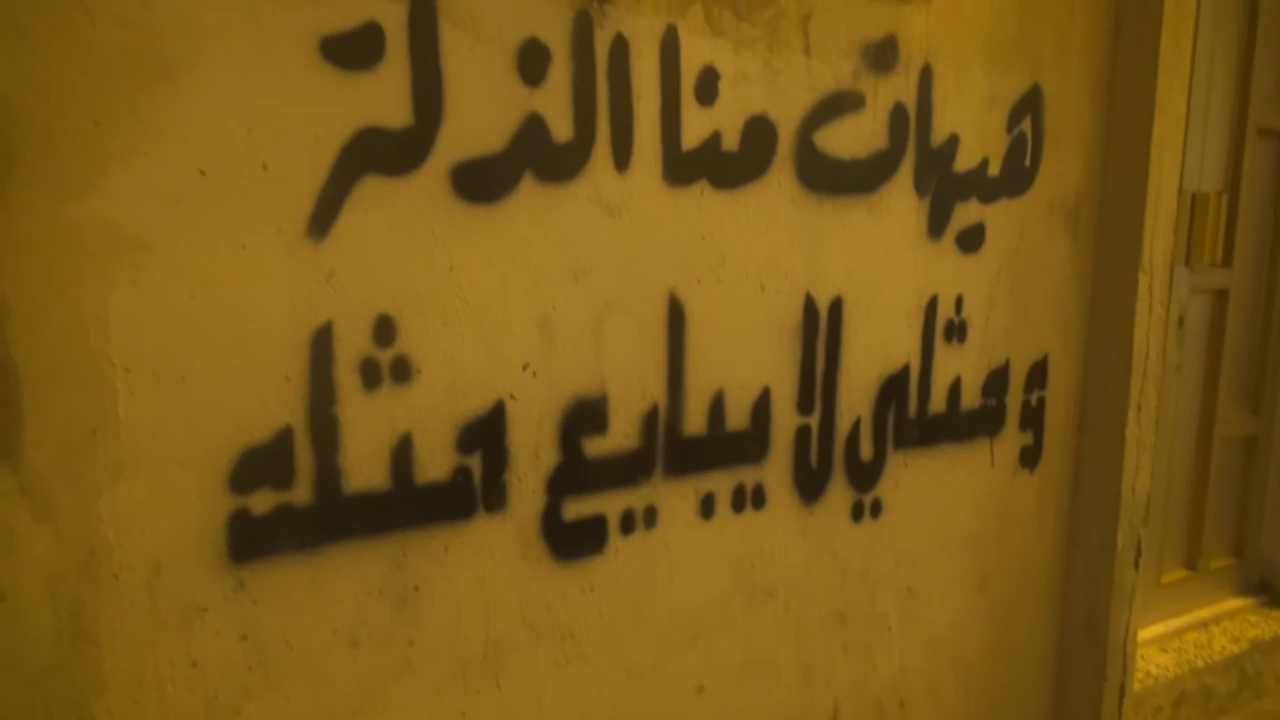 هيهات منا الذلة
ومثلي لا يبايع مثله